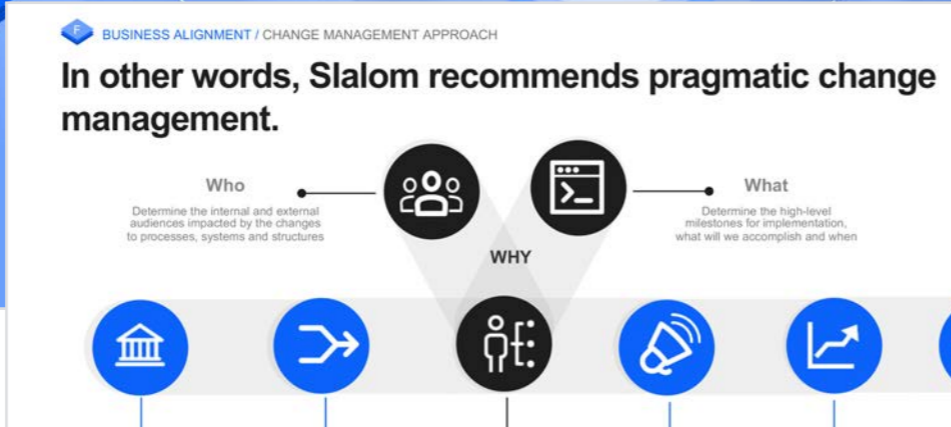 F
BUSINESS ALIGNMENT / CHANGE MANAGEMENT APPROACH
In other words, Slalom recommends pragmatic change
management.
Who
Determine the internal and external
audiences impacted by the changes
to processes, systems and structures
What
Determine the high-level
milestones for implementation,
what will we accomplish and when
WHY